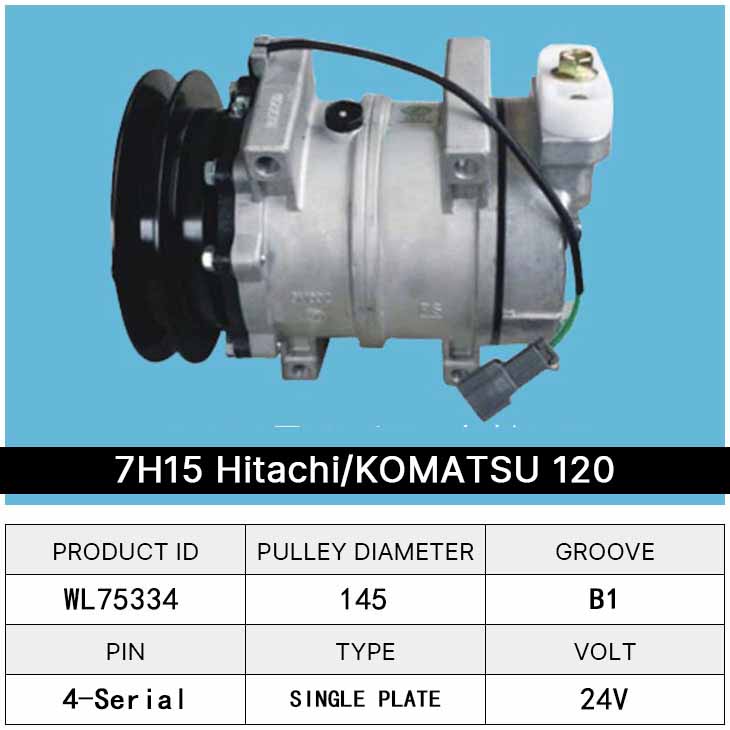 7H15 Hitachi/KOMATSU 120
PRODUCT ID PULLEY DIAMETER GROOVE
WL75334 145 B1
PIN TYPE VOLT
4-Serial SINGLE PLATE 24V